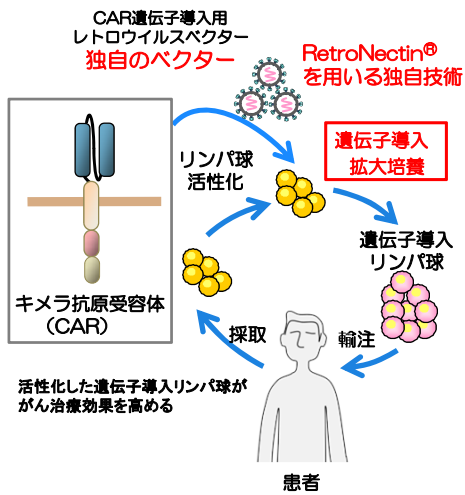 CAR遺伝子導入用
レトロウイルスベクター
独自のベクター
RetroNectin®
を用いる独自技術
リンパ球
活性化
遺伝子導入
拡大培養
遺伝子導入
リンパ球
キメラ抗原受容体
（CAR）
採取
輸注
活性化した遺伝子導入リンパ球が
がん治療効果を高める
患者